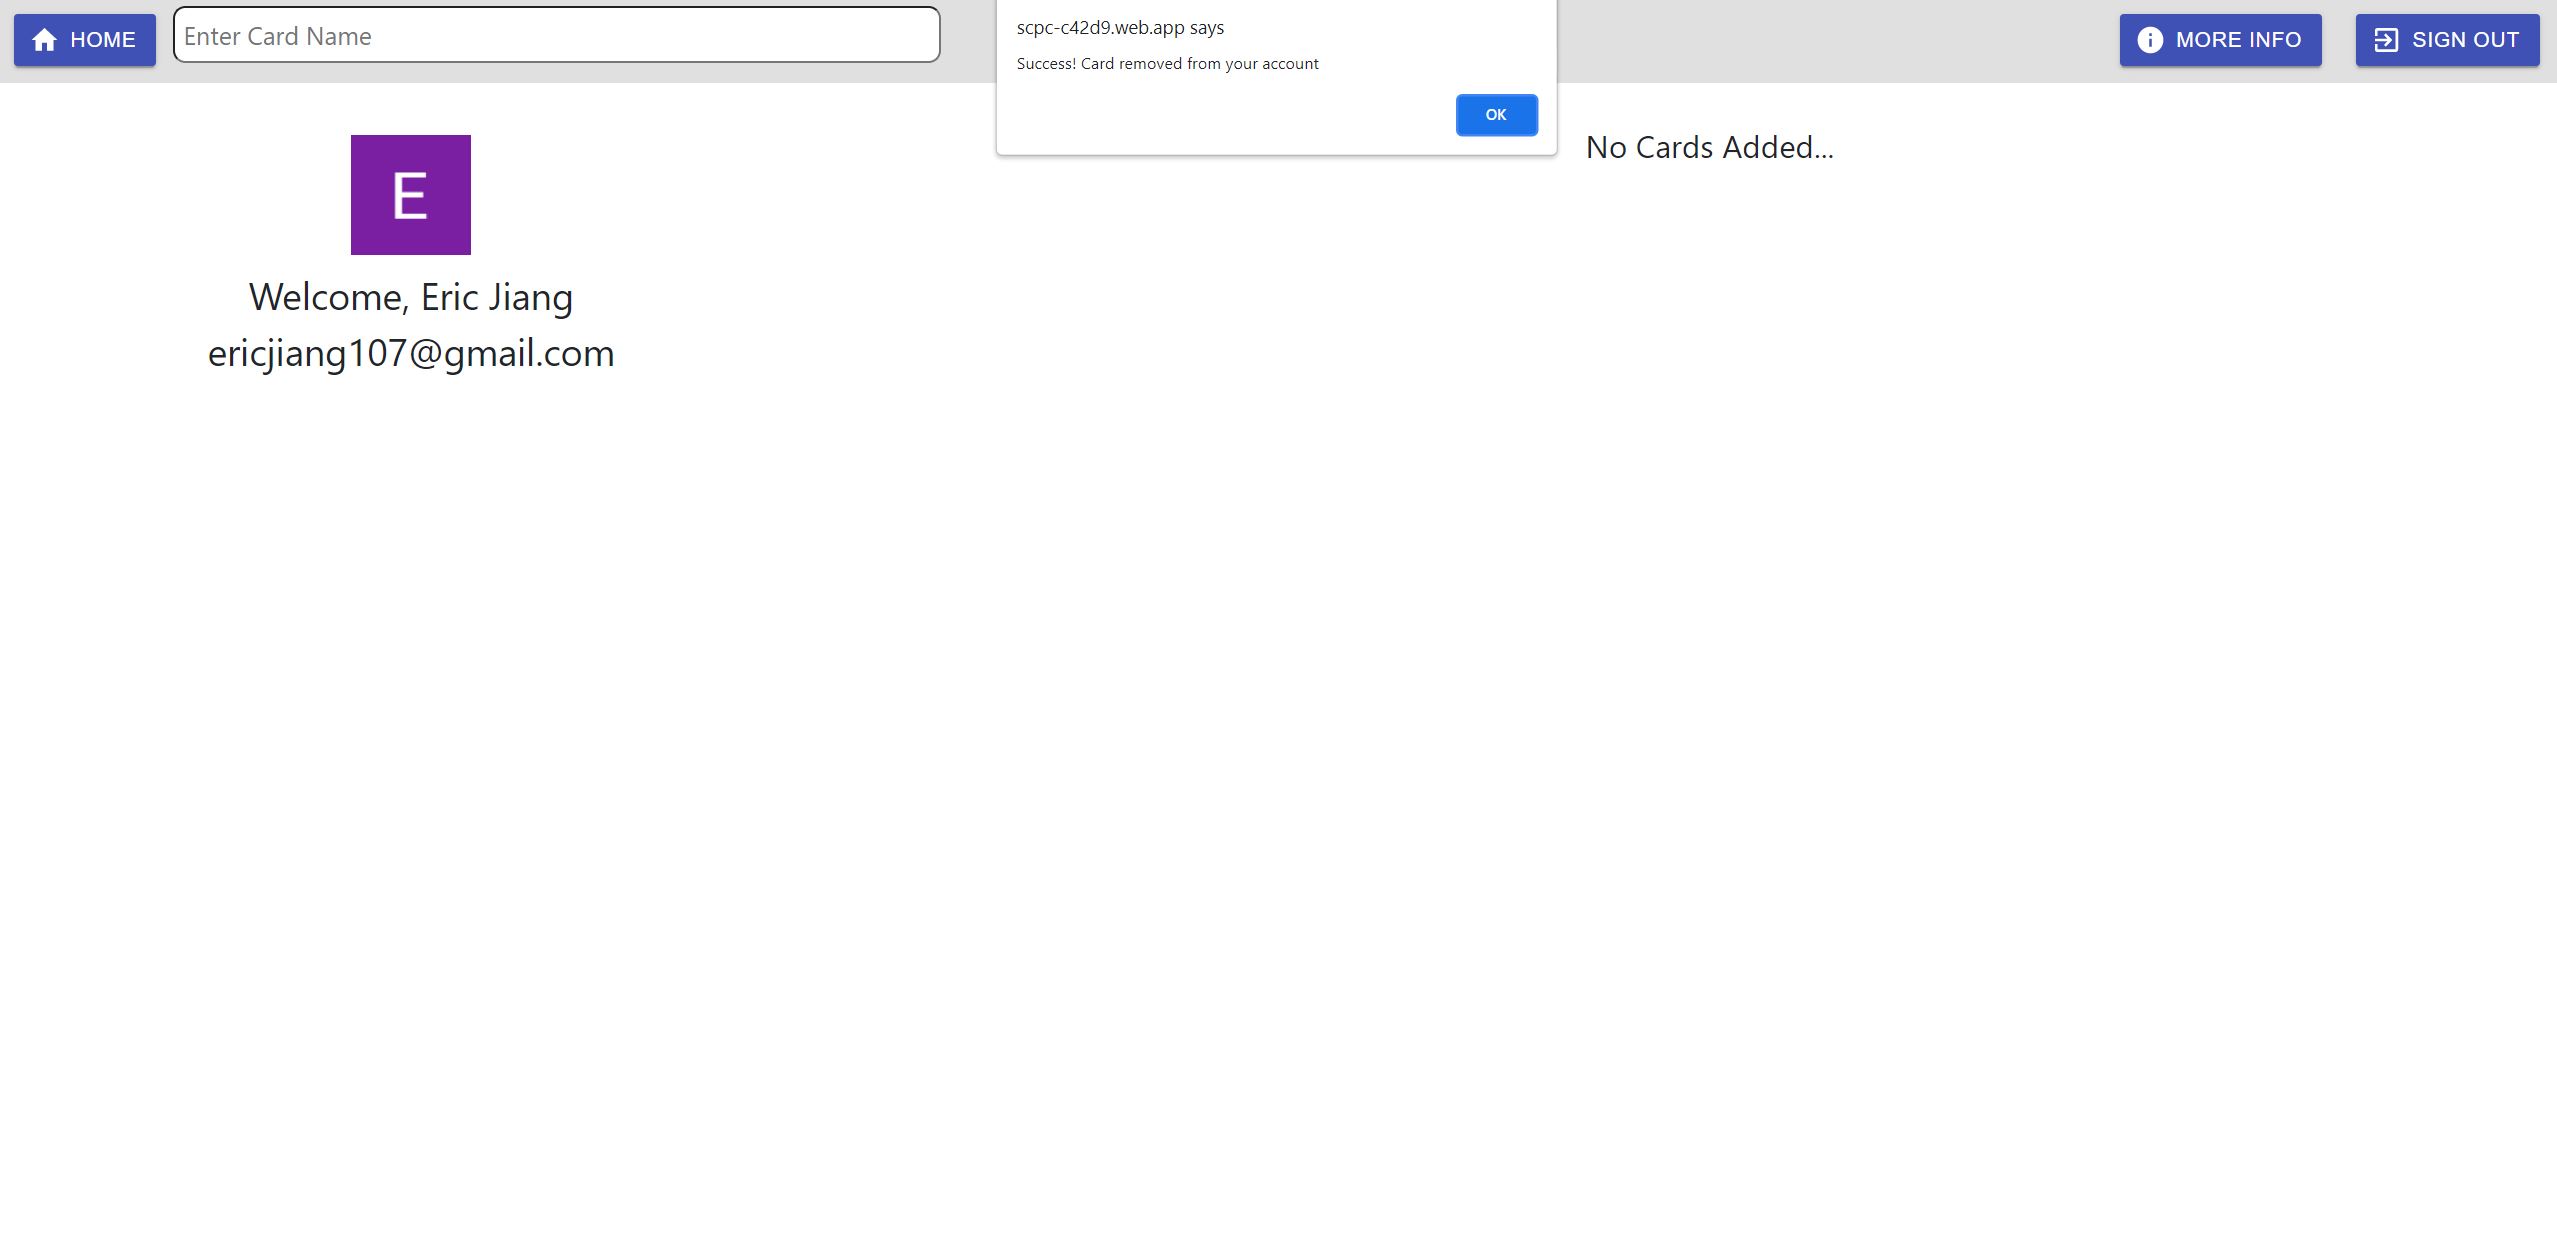 HOME
Enter Card Name
scpc-c42d9.web.app says
Success! Card removed from your account
OK
MORE INFO
SIGN OUT
E
Welcome, Eric Jiang
ericjiang107@gmail.com
No Cards Added...